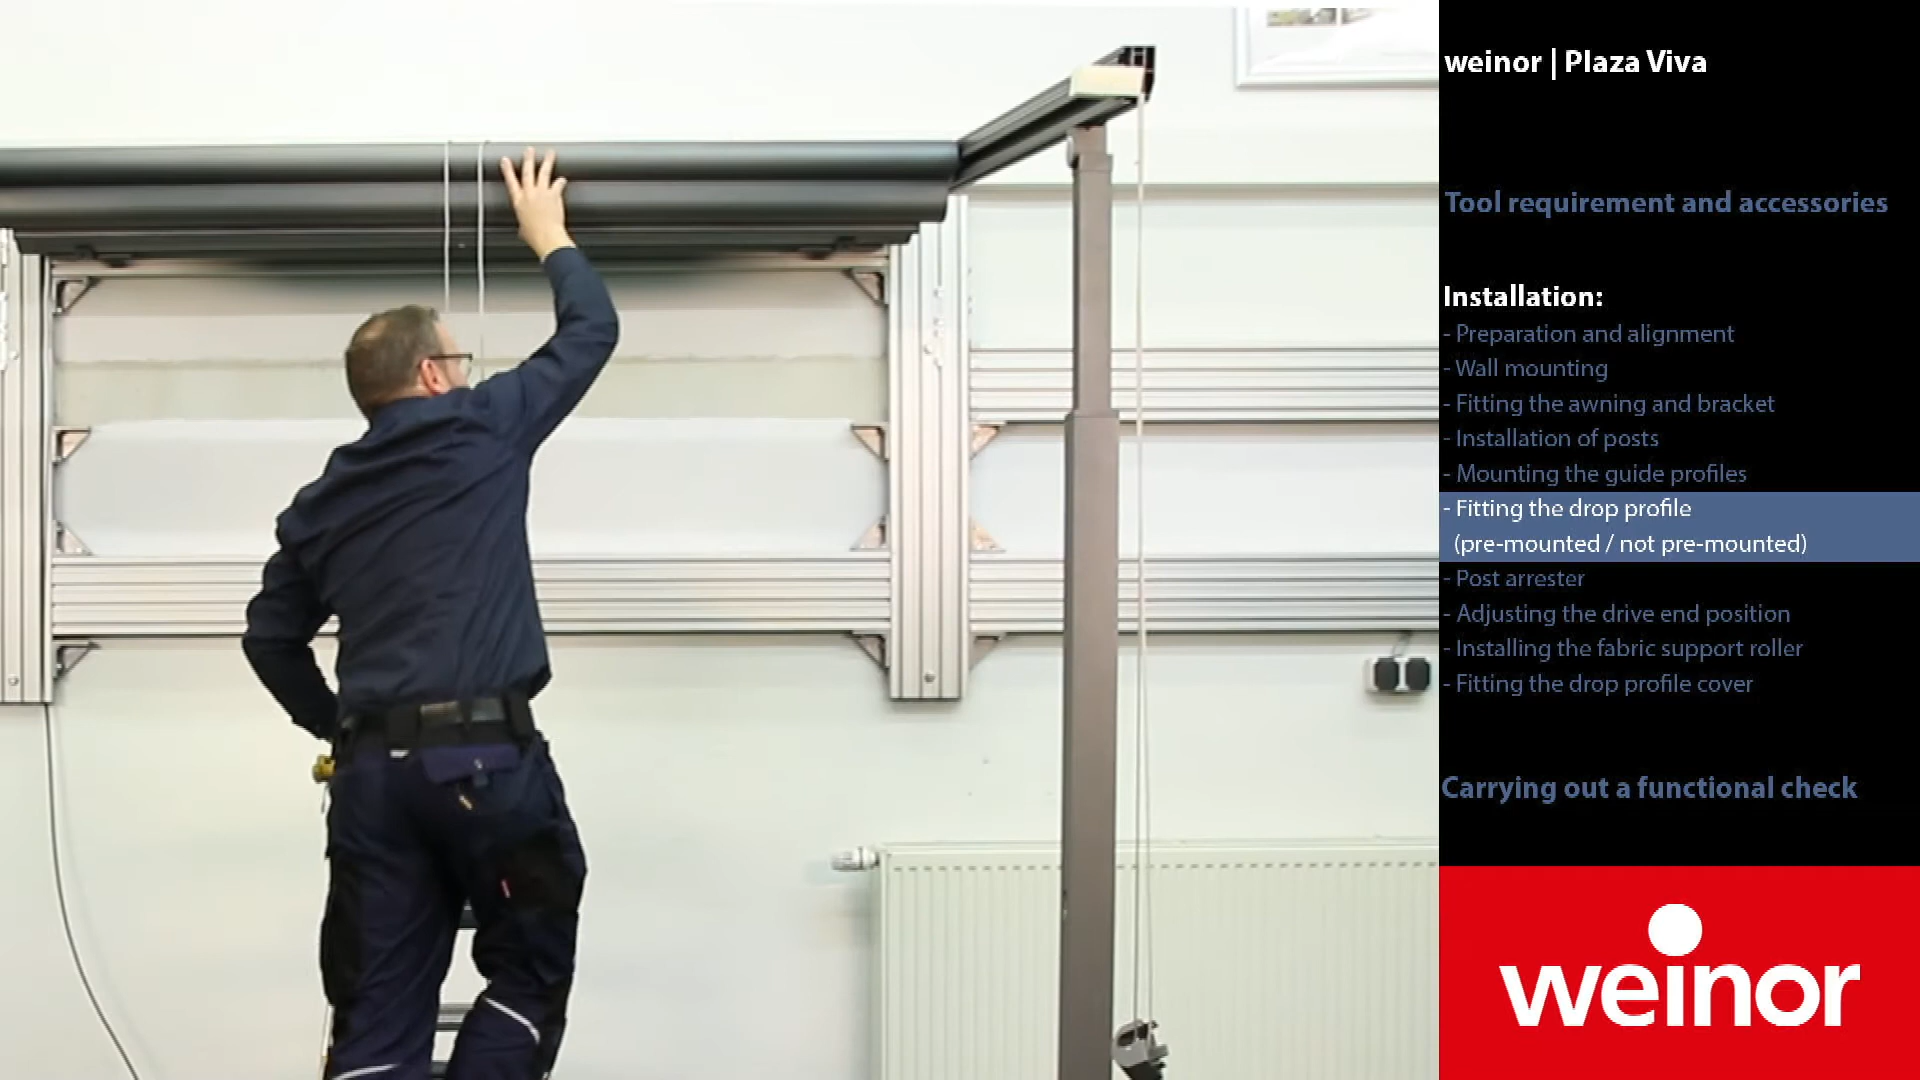 weinor | Plaza Viva
Tool requirement and accessories
Installation:
- Preparation and alignment
- Wall mounting
- Fitting the awning and bracket
- Installation of posts
- Mounting the guide profiles
- Fitting the drop profile
(pre-mounted / not pre-mounted)
- Post arrester
- Adjusting the drive end position
- Installing the fabric support roller
- Fitting the drop profile cover
Carrying out a functional check
weinor